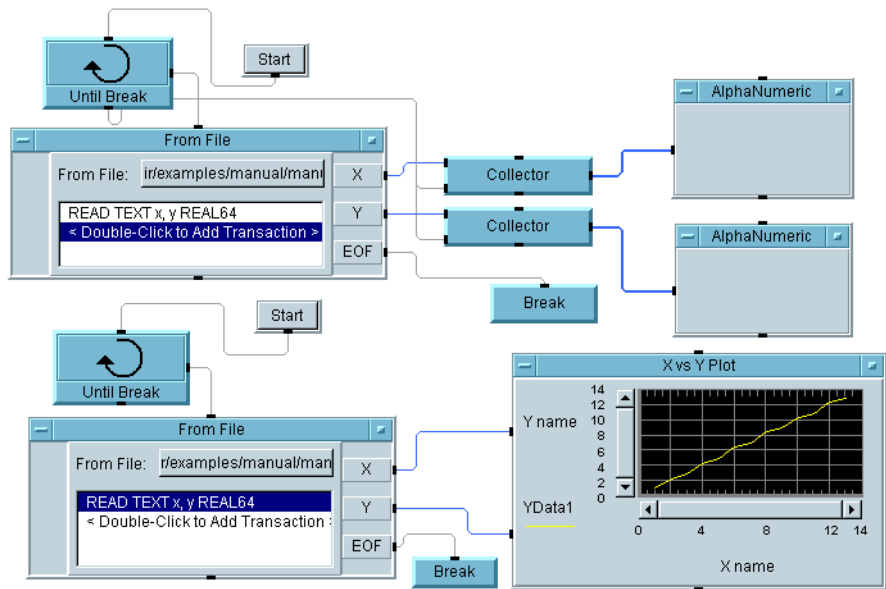 Start
Until Break
AlphaNumeric
From File
From File: ir/examples/manual/manu
X
Collector
READ TEXT x, y REAL64
Y
Collector
< Double-Click to Add Transaction >
AlphaNumeric
EOF
Break
Start
Until Break
X vs Y Plot
From File
From File: r/examples/manual/man
X
READ TEXT x, y REAL64
Y
< Double-Click to Add Transaction
EOF
Break
Y name
YData1
14
12
10
8
6
4
2
0
0 4 8 12 14
X name